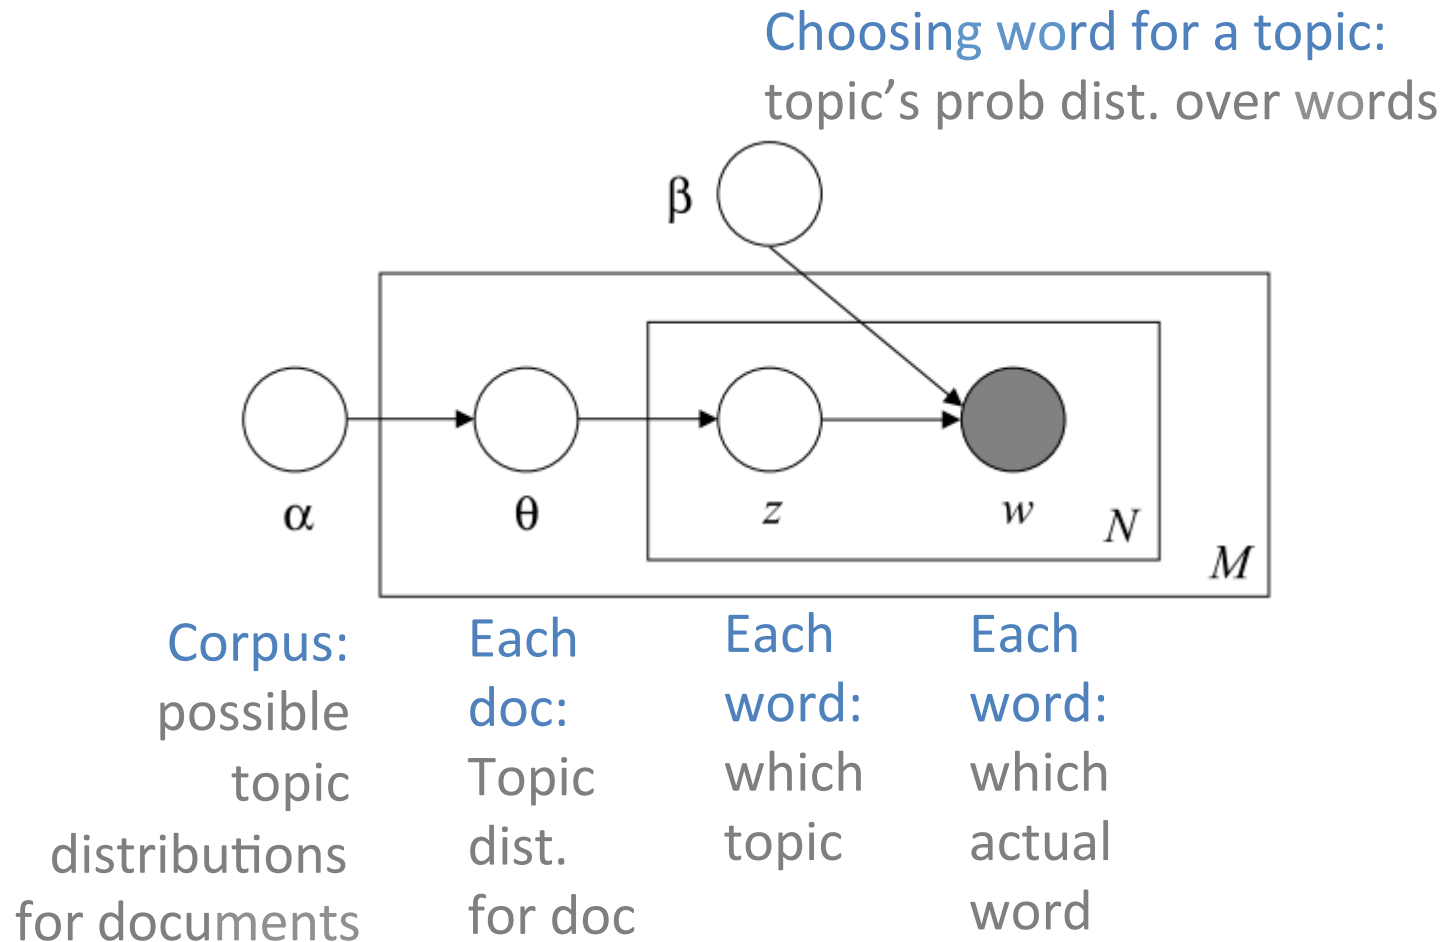 Choosing word for a topic:
topic’s prob dist. over words
β
α
θ
z
w
N
M
Corpus:
possible
topic
distributions
for documents
Each
doc:
Topic
dist.
for doc
Each
word:
which
topic
Each
word:
which
actual
word